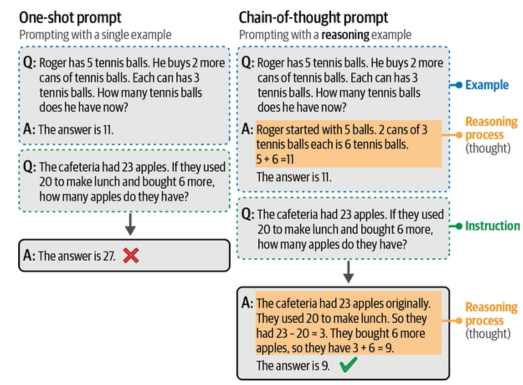 One-shot prompt
Prompting with a single example
Q: Roger has 5 tennis balls. He buys 2 more
cans of tennis balls. Each can has 3
tennis balls. How many tennis balls
does he have now?
A: The answer is 11.
Q: The cafeteria had 23 apples. If they used
20 to make lunch and bought 6 more,
how many apples do they have?
A: The answer is 27.
Chain-of-thought prompt
Prompting with a reasoning example
Q: Roger has 5 tennis balls. He buys 2 more
cans of tennis balls. Each can has 3
tennis balls. How many tennis balls
does he have now?
A: Roger started with 5 balls. 2 cans of 3
tennis balls each is 6 tennis balls.
5 + 6 =11
The answer is 11.
Example
Reasoning
process
(thought)
Q: The cafeteria had 23 apples. If they used
20 to make lunch and bought 6 more,
how many apples do they have?
Instruction
A: The cafeteria had 23 apples originally.
They used 20 to make lunch. So they
had 23 – 20 = 3. They bought 6 more
apples, so they have 3 + 6 = 9.
The answer is 9.
Reasoning
process
(thought)